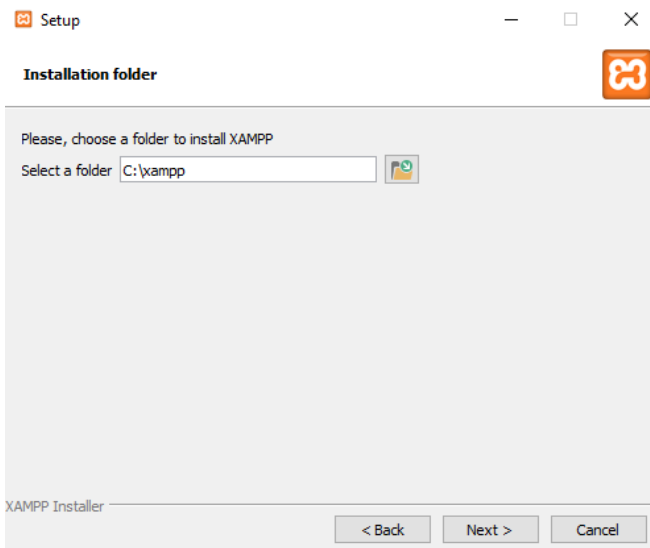 Setup
Installation folder
Please, choose a folder to install XAMPP
Select a folder C:\xampp
XAMPP Installer
< Back Next > Cancel